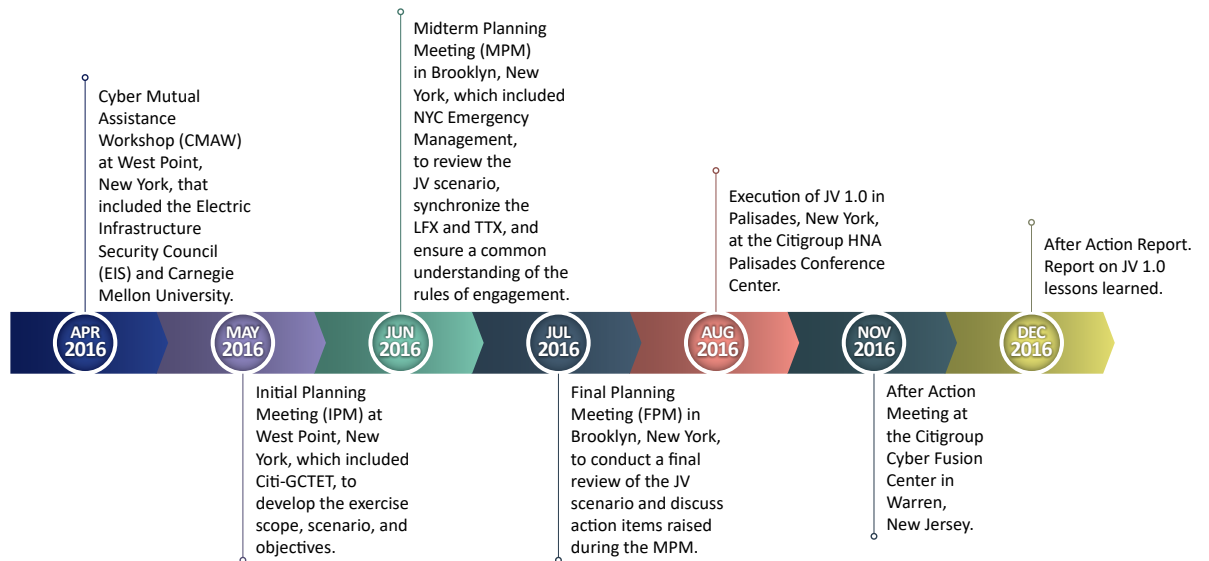 Cyber Mutual
Assistance
Workshop (CMAW)
at West Point,
New York, that
included the Electric
Infrastructure
Security Council
(EIS) and Carnegie
Mellon University.
Midterm Planning
Meeting (MPM)
in Brooklyn, New
York, which included
NYC Emergency
Management,
to review the
JV scenario,
synchronize the
LFX and TTX, and
ensure a common
understanding of the
rules of engagement.
Execution of JV 1.0 in
Palisades, New York,
at the Citigroup HNA
Palisades Conference
Center.
After Action Report.
Report on JV 1.0
lessons learned.
APR
2016
MAY
2016
JUN
2016
JUL
2016
AUG
2016
NOV
2016
DEC
2016
Initial Planning
Meeting (IPM) at
West Point, New
York, which included
Citi-GCTET, to
develop the exercise
scope, scenario, and
objectives.
Final Planning
Meeting (FPM) in
Brooklyn, New York,
to conduct a final
review of the JV
scenario and discuss
action items raised
during the MPM.
After Action
Meeting at
the Citigroup
Cyber Fusion
Center in
Warren,
New Jersey.